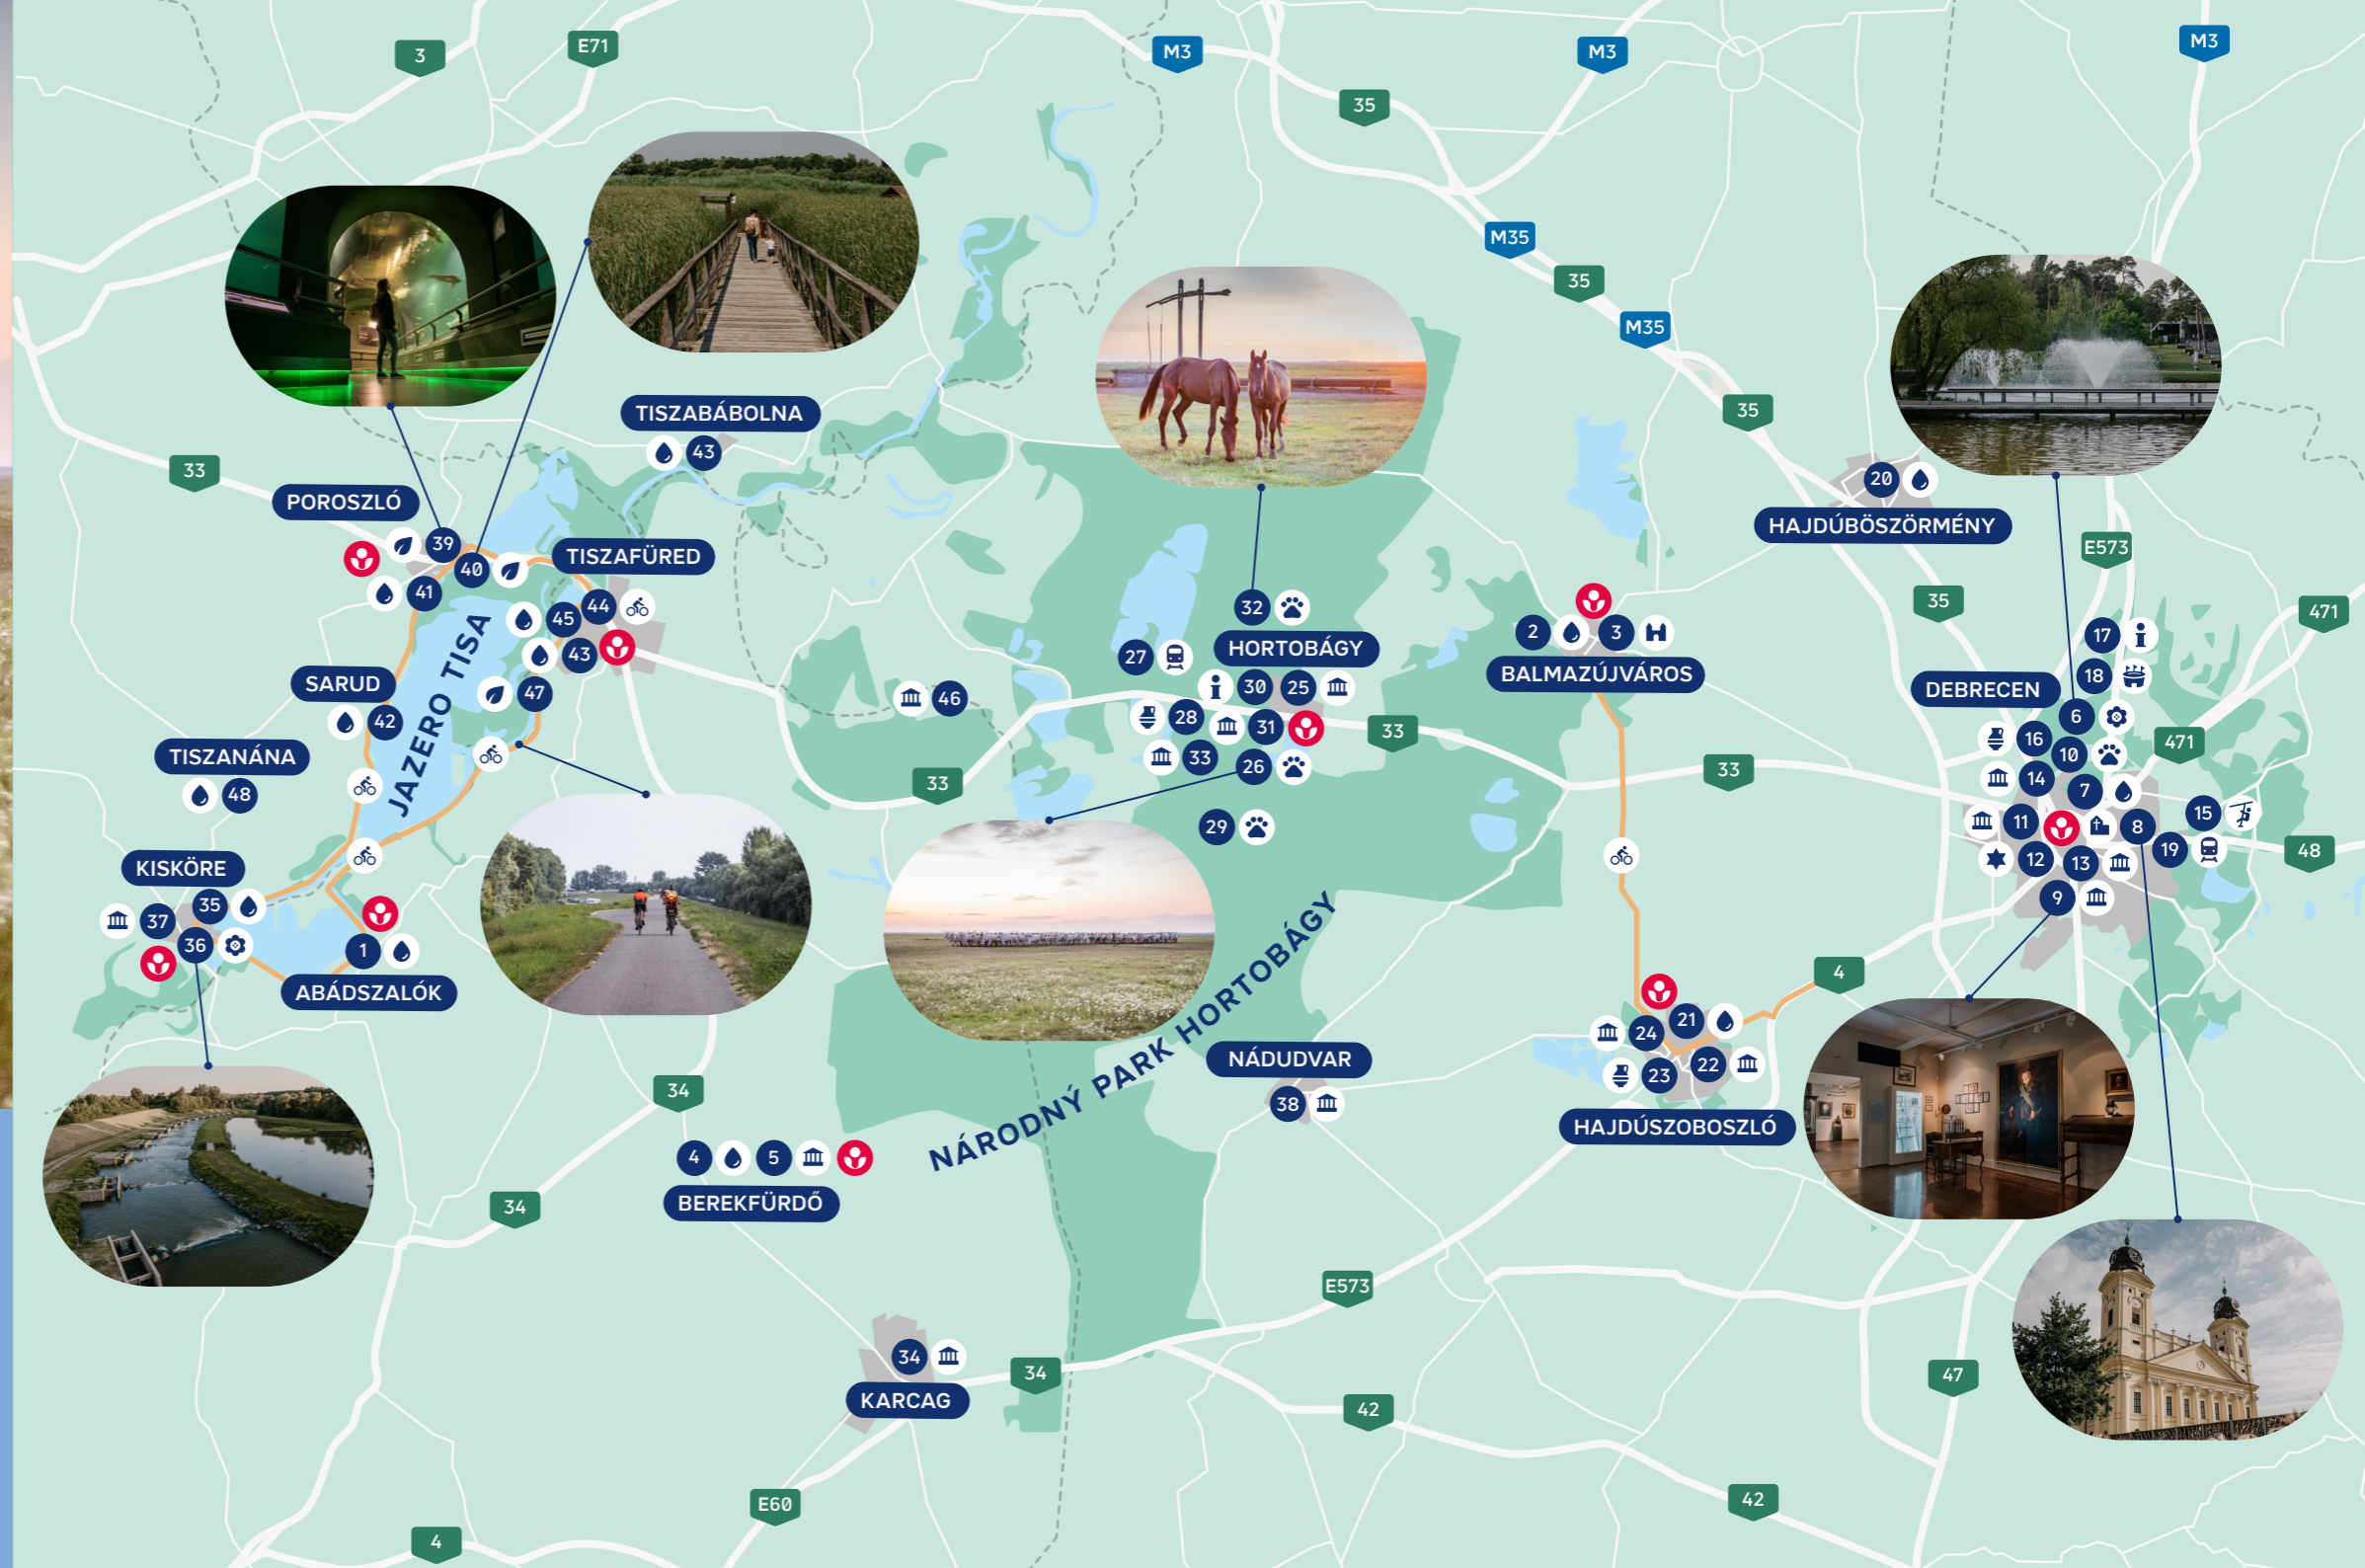 3
E71
M3
M3
M3
35
M35
35
M35
35
33
TISZABÁBOLNA
43
POROSZLÓ
39
40
41
TISZAFÜRED
44
45
43
47
SARUD
42
JAZERO TISA
TISZANÁNA
48
KISKÖRE
35
37
36
1
ABÁDSZALÓK
46
33
32
HORTOBÁGY
27
30
25
28
31
33
26
29
33
2
3
BALMAZÚJVÁROS
33
20
HAJDÚBÖSZÖRMÉNY
E573
35
471
17
18
DEBRECEN
6
16
10
471
14
7
11
8
15
12
13
19
48
9
4
21
24
22
23
HAJDÚSZOBOSZLÓ
NÁRODNÝ PARK HORTOBÁGY
NÁDUDVAR
38
34
4
5
BEREKFÜRDŐ
34
E573
34
KARCAG
34
42
47
42
E60
4